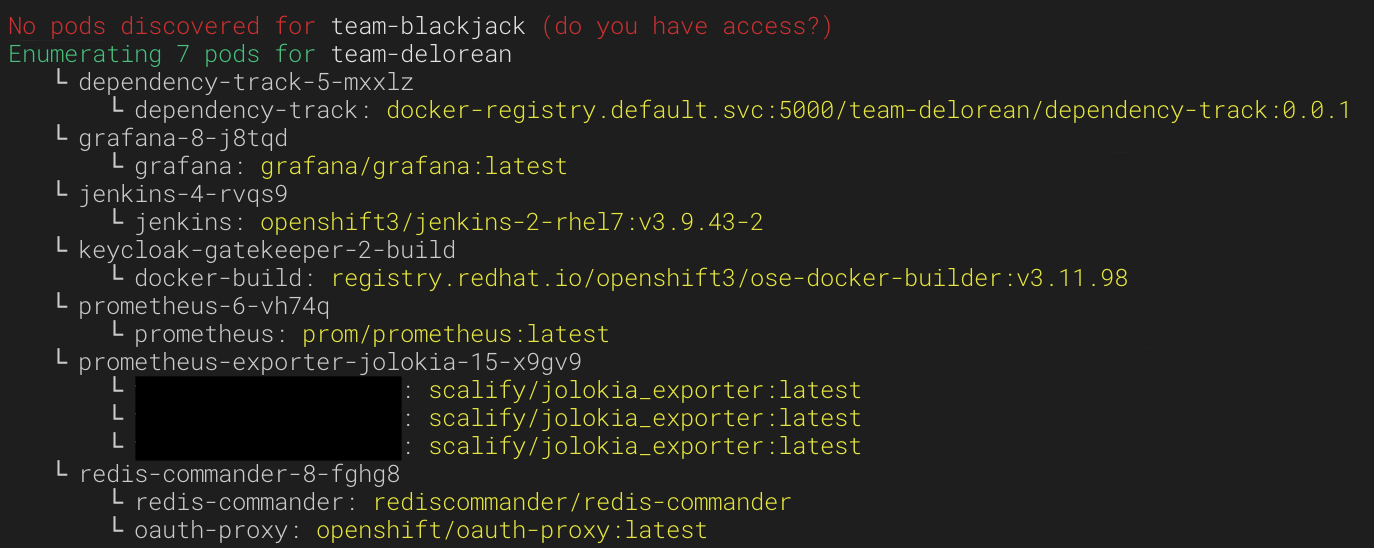 No pods discovered for team-blackjack (do you have access?)
Enumerating 7 pods for team-delorean
└ dependency-track-5-mxxlz
└ dependency-track: docker-registry.default.svc:5000/team-delorean/dependency-track:0.0.1
└ grafana-8-j8tqd
└ grafana: grafana/grafana:latest
└ jenkins-4-rvqs9
└ jenkins: openshift3/jenkins-2-rhel7:v3.9.43-2
└ keycloak-gatekeeper-2-build
└ docker-build: registry.redhat.io/openshift3/ose-docker-builder:v3.11.98
└ prometheus-6-vh74q
└ prometheus: prom/prometheus:latest
└ prometheus-exporter-jolokia-15-x9gv9
└ : scalify/jolokia_exporter:latest
└ : scalify/jolokia_exporter:latest
└ : scalify/jolokia_exporter:latest
└ redis-commander-8-fghg8
└ redis-commander: rediscommander/redis-commander
└ oauth-proxy: openshift/oauth-proxy:latest